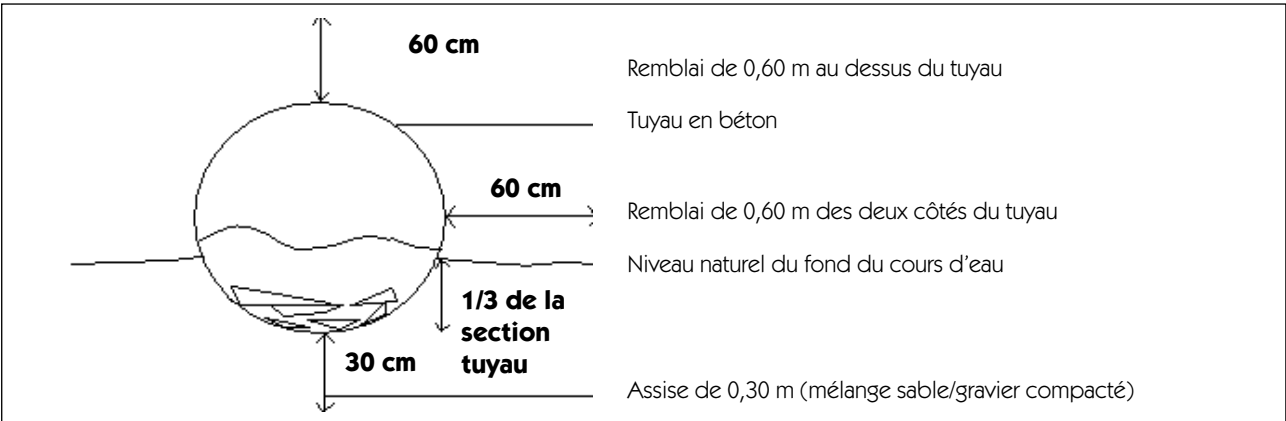 60 cm
Remblai de 0,60 m au dessus du tuyau
Tuyau en béton
60 cm
Remblai de 0,60 m des deux côtés du tuyau
Niveau naturel du fond du cours d'eau
1/3 de la
section
tuyau
30 cm
Assise de 0,30 m (mélange sable/gravier compacté)